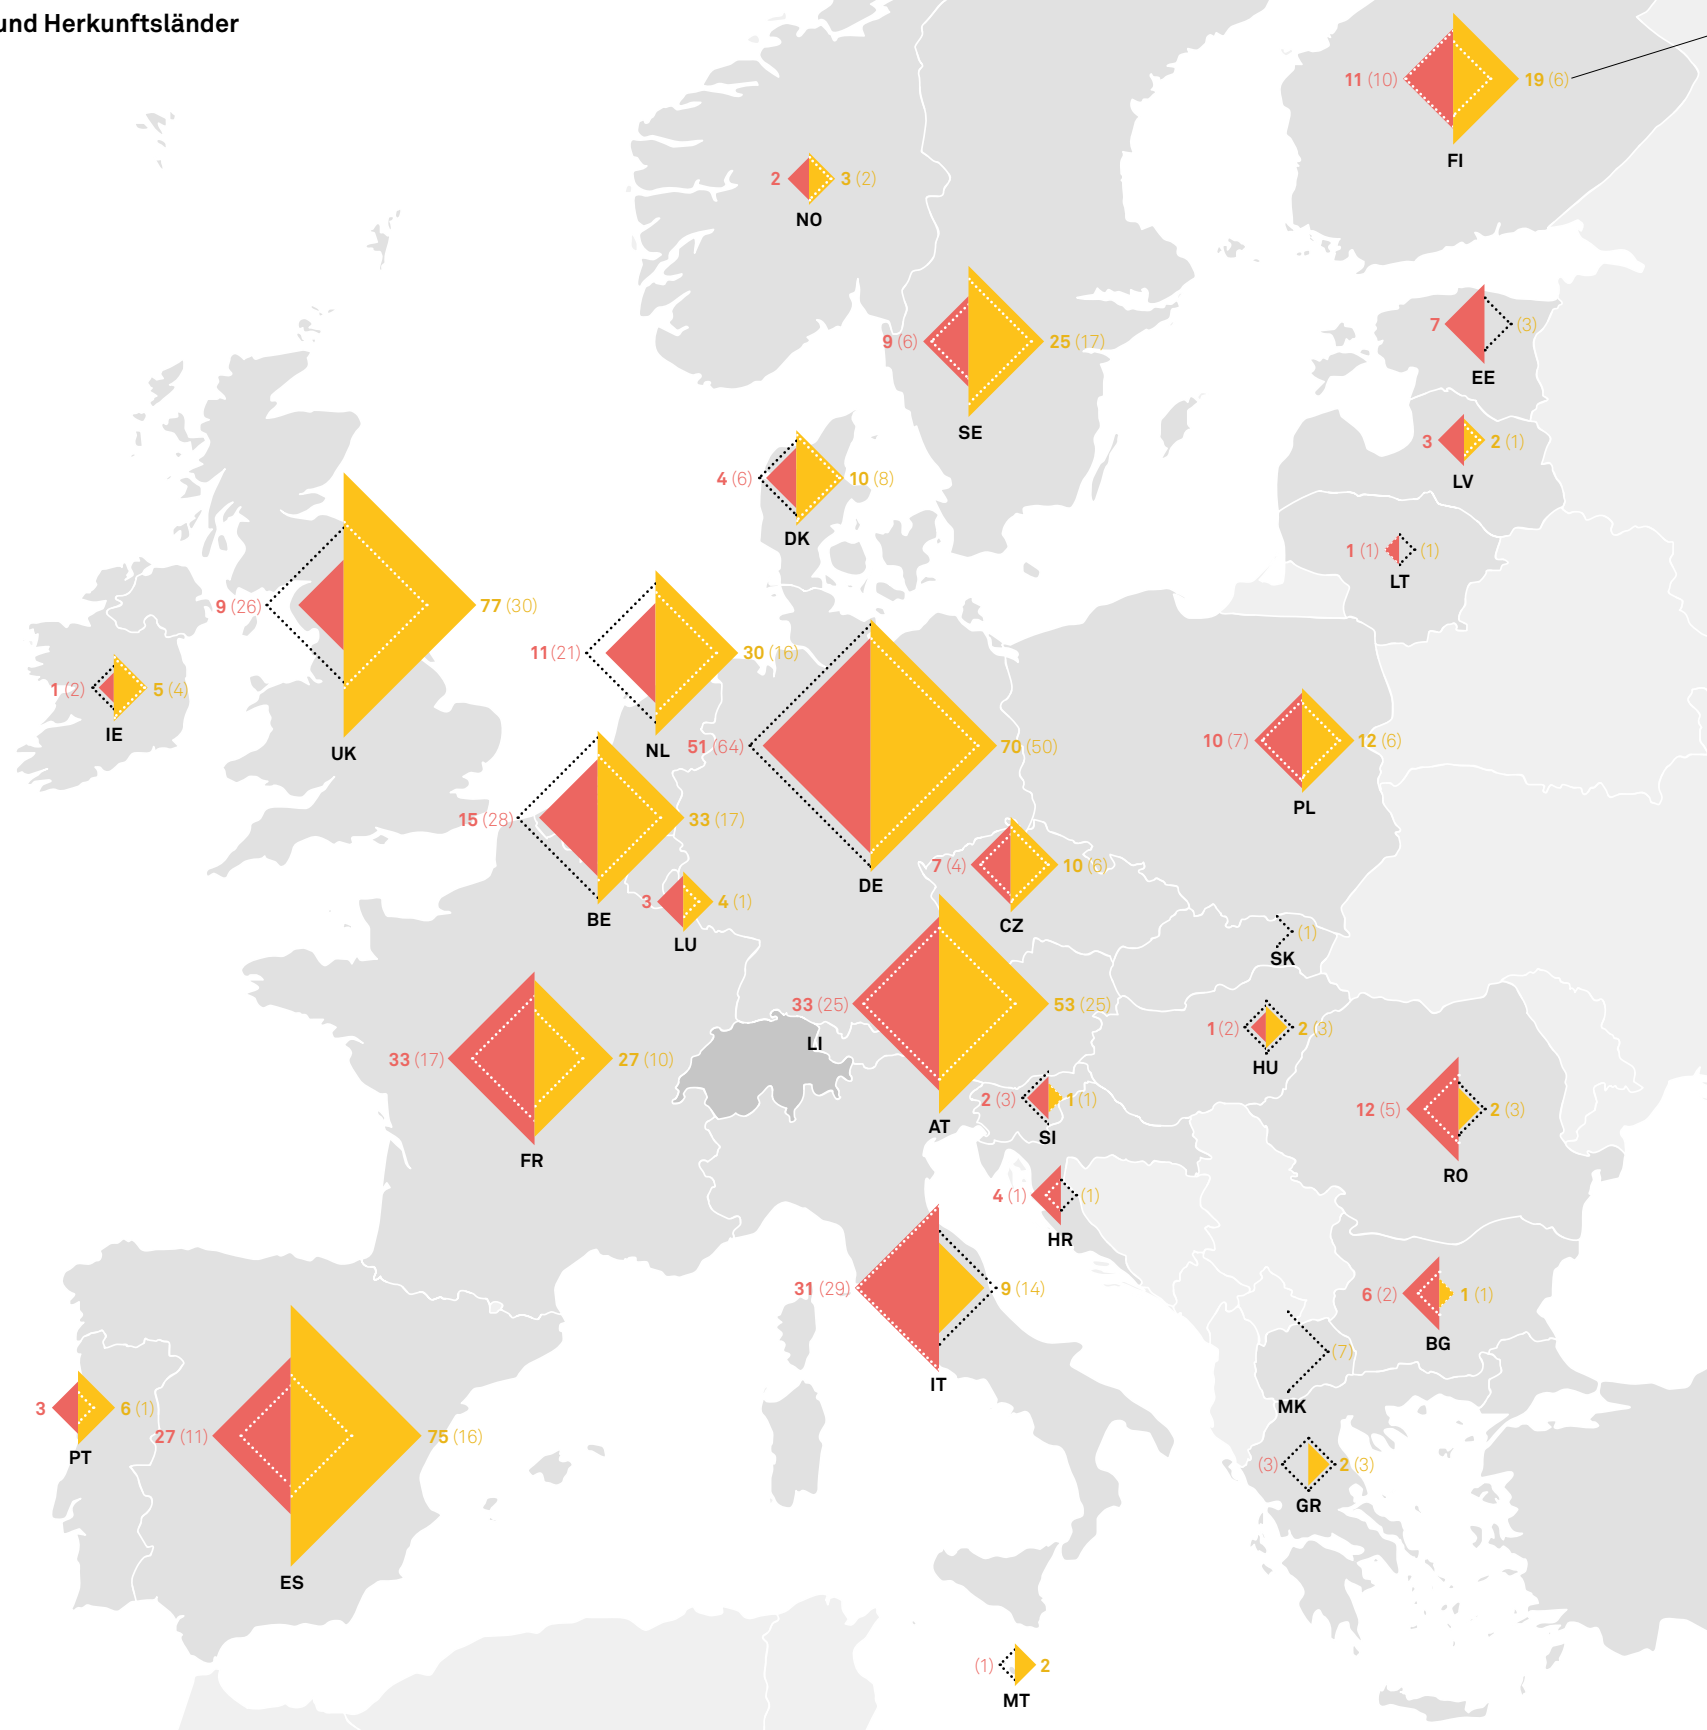 und Herkunftsländer
11 (10)
19 (6)
FI
2
3 (2)
NO
9 (6)
25 (17)
SE
7
(3)
EE
3
2 (1)
LV
4 (6)
10 (8)
DK
1 (1)
(1)
LT
9 (26)
77 (30)
UK
11 (21)
30 (16)
NL
1 (2)
5 (4)
IE
51 (64)
70 (50)
DE
10 (7)
12 (6)
PL
15 (28)
33 (17)
BE
7 (4)
10 (6)
CZ
3
4 (1)
LU
(1)
SK
33 (25)
53 (25)
AT
LI
1 (2)
2 (3)
HU
33 (17)
27 (10)
FR
2 (3)
1 (1)
SI
12 (5)
2 (3)
RO
4 (1)
(1)
HR
31 (29)
9 (14)
IT
6 (2)
1 (1)
BG
(7)
MK
3
6 (1)
PT
27 (11)
75 (16)
ES
(3)
2 (3)
GR
(1)
2
MT